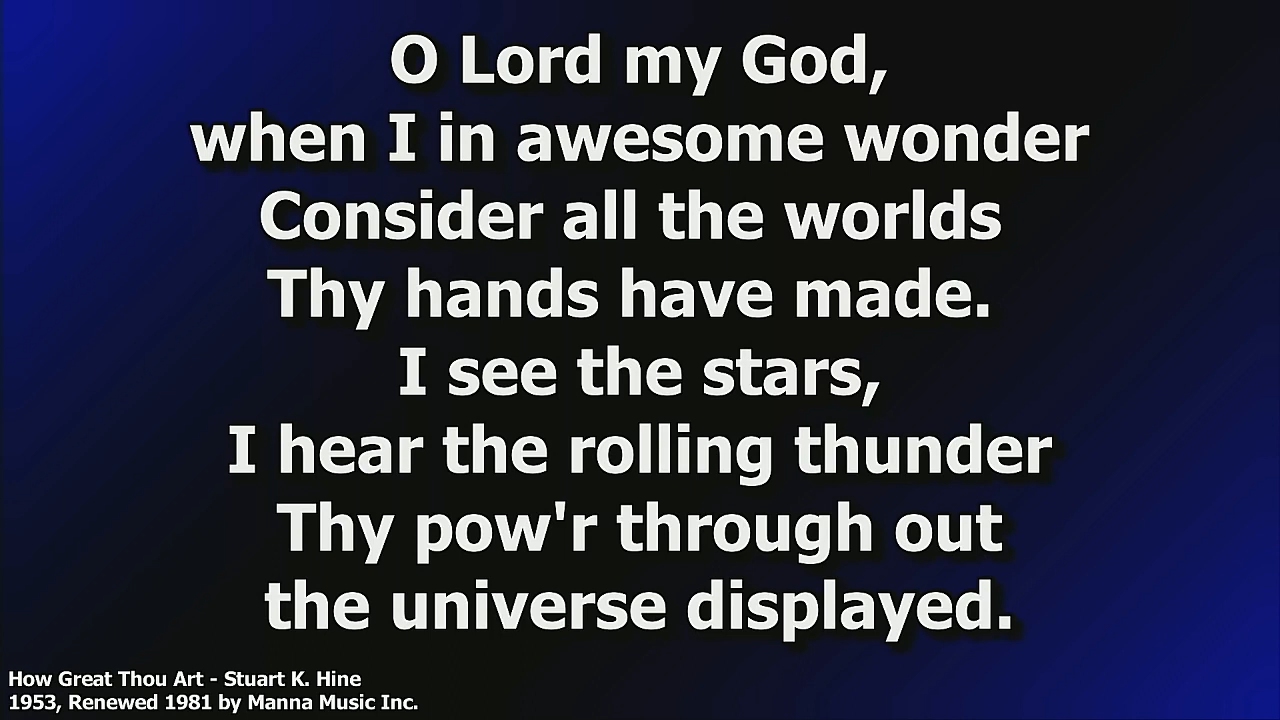 O Lord my God,
when I in awesome wonder
Consider all the worlds
Thy hands have made.
I see the stars,
I hear the rolling thunder
Thy pow'r through out
the universe displayed.
How Great Thou Art - Stuart K. Hine
1953, Renewed 1981 by Manna Music Inc.